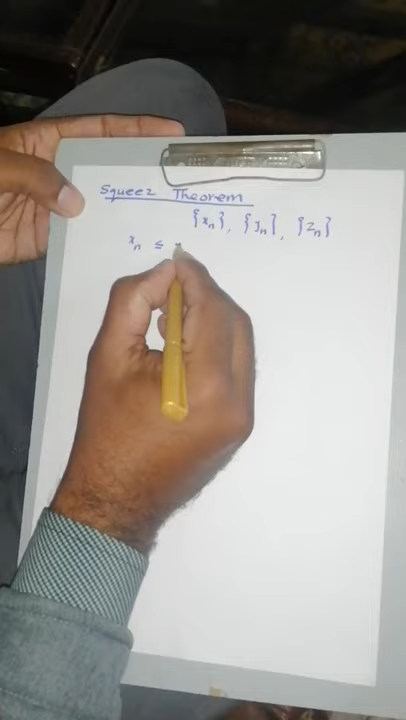 Squeez Theorem
{xₙ}, {yₙ}, {zₙ}
xₙ ≤